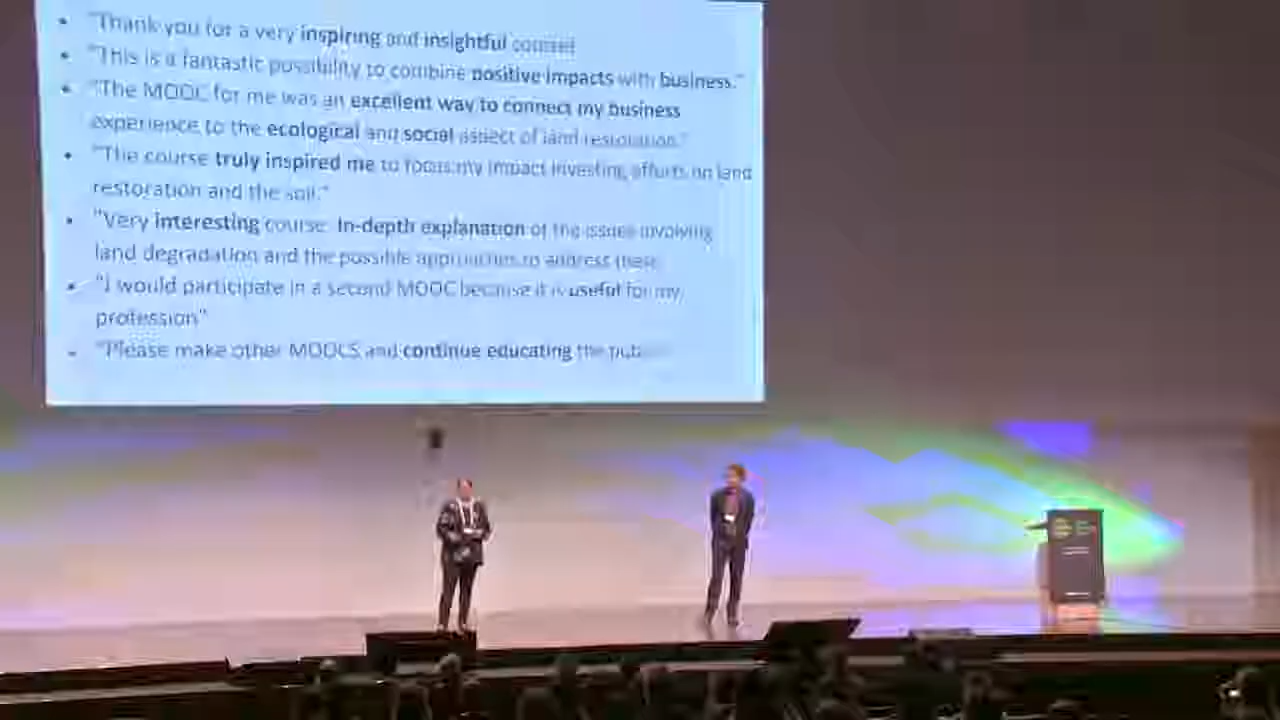 • "Thank you for a very inspiring and insightful course!
• "This is a fantastic possibility to combine positive impacts with business."
• "The MOOC for me was an excellent way to connect my business
experience to the ecological and social aspect of land restoration."
• "The course truly inspired me to focus my impact investing efforts on land
restoration and the soil."
• "Very interesting course. In-depth explanation of the issues involving
land degradation and the possible approaches to address these
• "I would participate in a second MOOC because it is useful for my
profession"
• "Please make other MOOCS and continue educating the